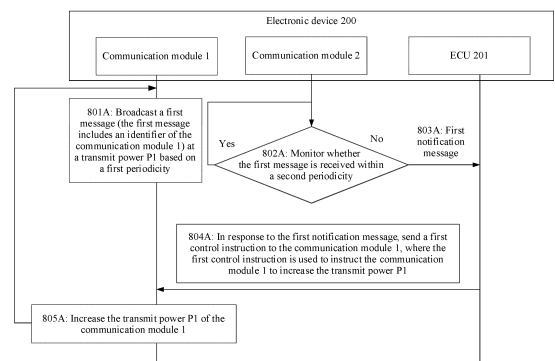 Electronic device 200
Communication module 1
Communication module 2
ECU 201
801A: Broadcast a first
message (the first message
includes an identifier of the
communication module 1) at
a transmit power P1 based on
a first periodicity
Yes
No
802A: Monitor whether
the first message is received within
a second periodicity
803A: First
notification
message
804A: In response to the first notification message, send a first
control instruction to the communication module 1, where the
first control instruction is used to instruct the communication
module 1 to increase the transmit power P1
805A: Increase the transmit power P1 of the
communication module 1